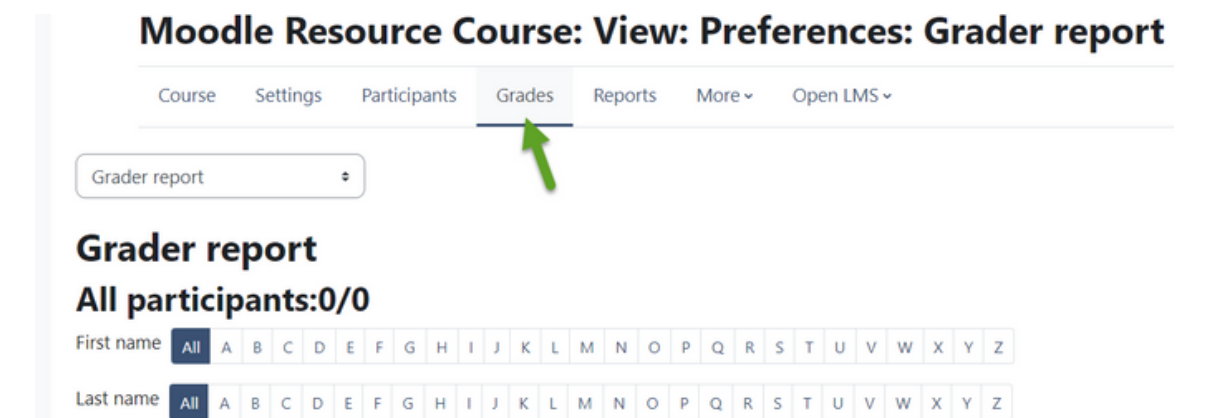 Moodle Resource Course: View: Preferences: Grader report
Course Settings Participants Grades Reports More Open LMS
Grader report
Grader report
All participants:0/0
First name All A B C D E F G H I J K L M N O P Q R S T U V W X Y Z
Last name All A B C D E F G H I J K L M N O P Q R S T U V W X Y Z